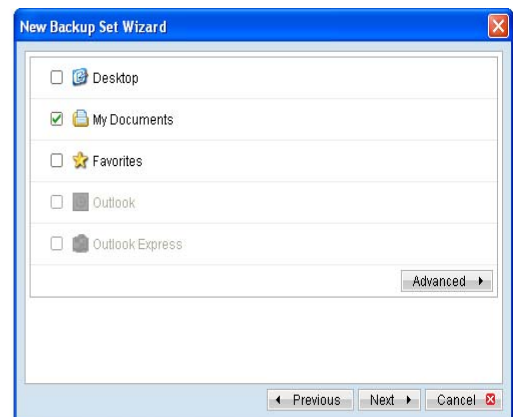 New Backup Set Wizard
Desktop
My Documents
Favorites
Outlook
Outlook Express
Advanced
Previous Next Cancel